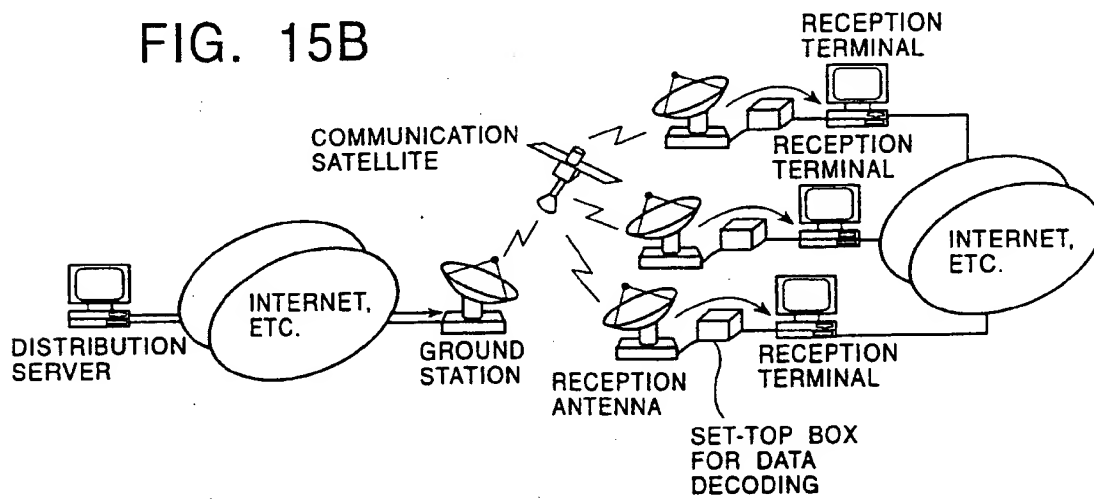 FIG. 15B
RECEPTION
TERMINAL
COMMUNICATION
SATELLITE
RECEPTION
TERMINAL
INTERNET,
ETC.
INTERNET,
ETC.
DISTRIBUTION
SERVER
GROUND
STATION
RECEPTION
ANTENNA
RECEPTION
TERMINAL
SET-TOP BOX
FOR DATA
DECODING